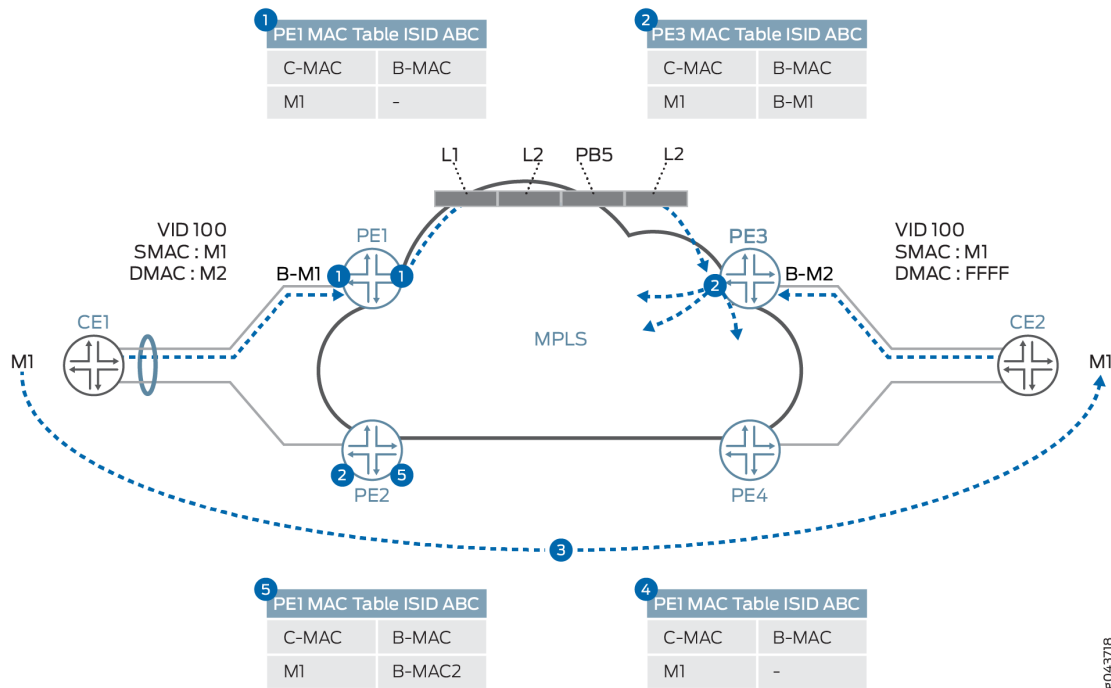 1
PE1 MAC Table ISID ABC
C-MAC B-MAC
M1 -
2
PE3 MAC Table ISID ABC
C-MAC B-MAC
M1 B-M1
L1 L2 PB5 L2
VID 100
SMAC : M1
DMAC : M2
B-M1
PE1
1 1
PE3
2
B-M2
VID 100
SMAC : M1
DMAC : FFFF
CE1
M1
MPLS
CE2
M1
2 5
PE2
PE4
3
5
PE1 MAC Table ISID ABC
C-MAC B-MAC
M1 B-MAC2
4
PE1 MAC Table ISID ABC
C-MAC B-MAC
M1 -
g043718